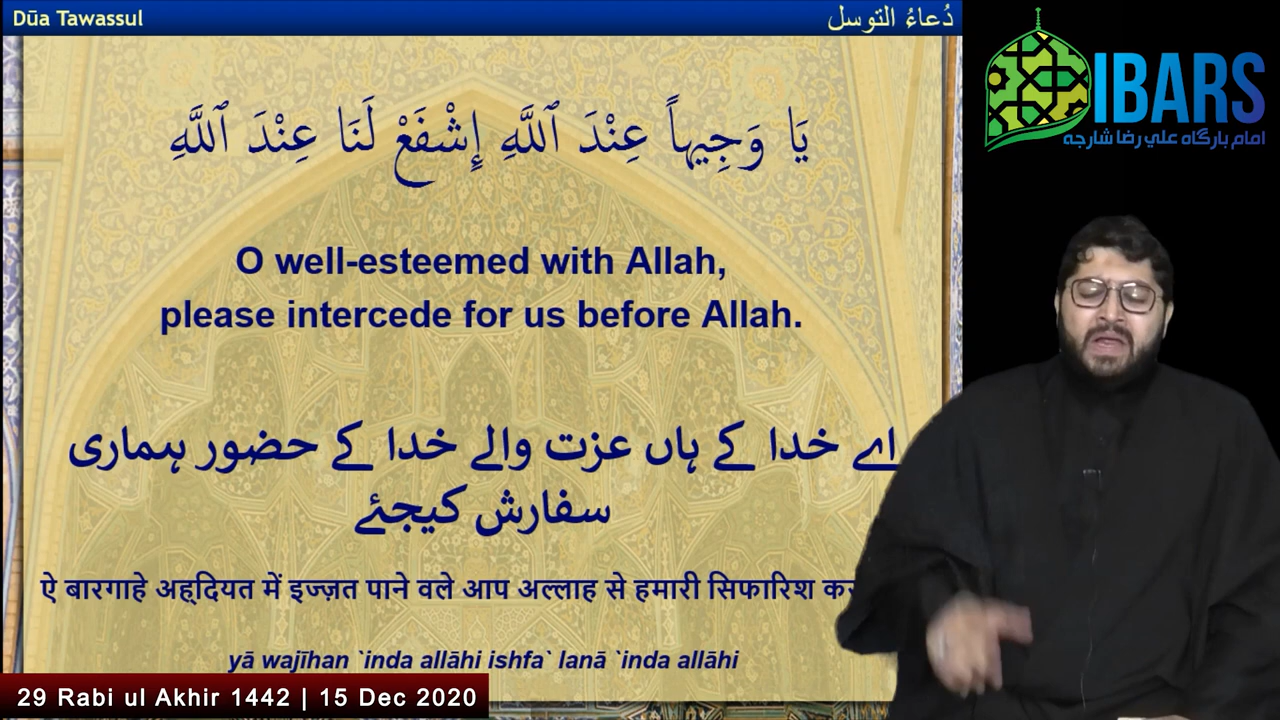 Dūa Tawassul
دُعاءُ التوسل
IBARS
امام بارگاه علي رضا شارجه
يَا وَجِيهاً عِنْدَ ٱللَّهِ إِشْفَعْ لَنَا عِنْدَ ٱللَّهِ
O well-esteemed with Allah,
please intercede for us before Allah.
اے خدا کے ہاں عزت والے خدا کے حضور ہماری
سفارش کیجئے
ऐ बारगाहे अह्दियत में इज्ज़त पाने वले आप अल्लाह से हमारी सिफारिश
yā wajīhan `inda allāhi ishfa` lanā `inda allāhi
29 Rabi ul Akhir 1442 | 15 Dec 2020